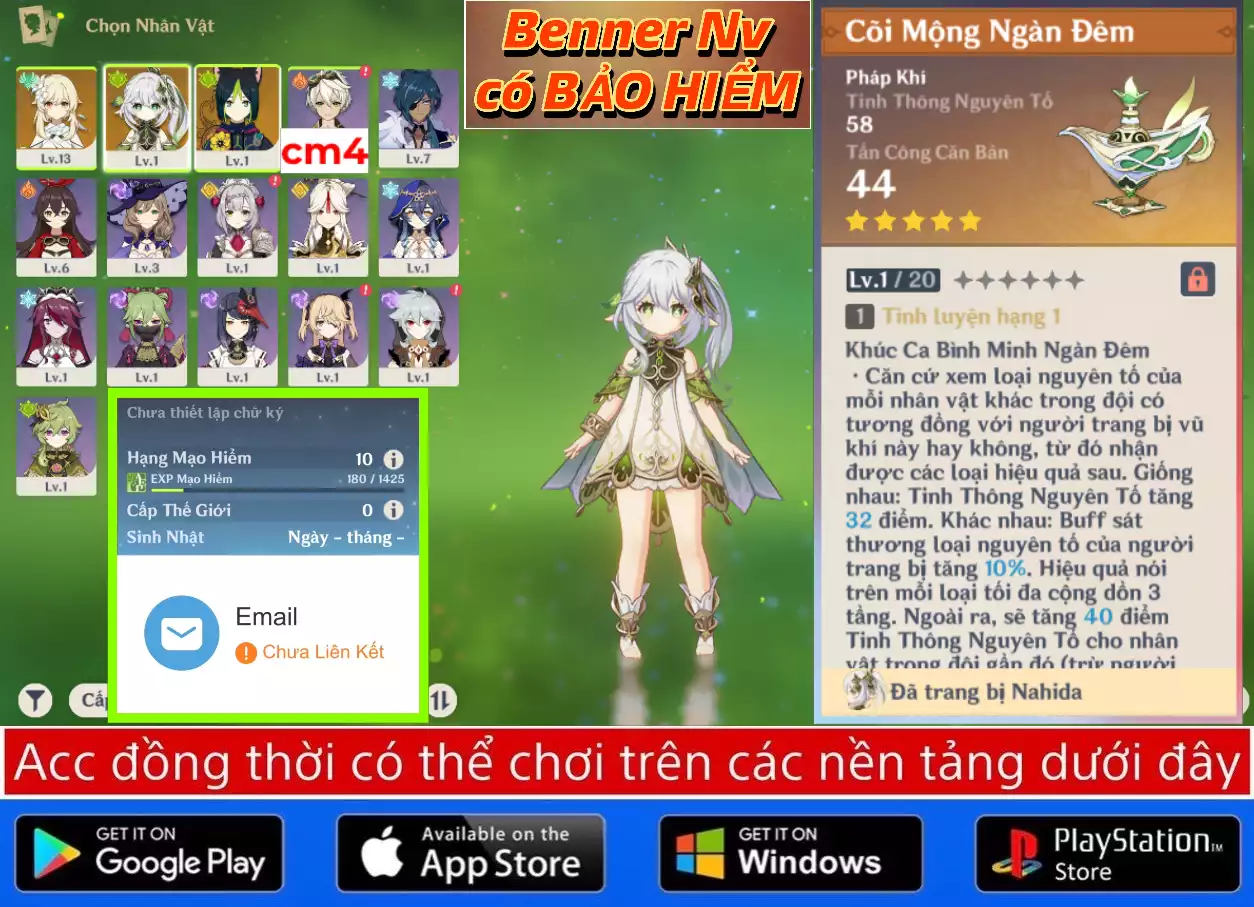 Chọn Nhân Vật
Lv.13
Lv.1
Lv.1
cm4
Lv.7
Lv.6
Lv.3
Lv.1
Lv.1
Lv.1
Lv.1
Lv.1
Lv.1
Lv.1
Lv.1
Lv.1
Chưa thiết lập chữ ký
Hạng Mạo Hiểm 10
EXP Mạo Hiểm 180 / 1425
Cấp Thế Giới 0
Sinh Nhật Ngày - tháng -
Email
Chưa Liên Kết
Benner Nv
có BẢO HIỂM
Cõi Mộng Ngàn Đêm
Pháp Khí
Tinh Thông Nguyên Tố
58
Tấn Công Căn Bản
44
Lv.1 / 20
1 Tinh luyện hạng 1
Khúc Ca Bình Minh Ngàn Đêm
· Căn cứ xem loại nguyên tố của
mỗi nhân vật khác trong đội có
tương đồng với người trang bị vũ
khí này hay không, từ đó nhận
được các loại hiệu quả sau. Giống
nhau: Tinh Thông Nguyên Tố tăng
32 điểm. Khác nhau: Buff sát
thương loại nguyên tố của người
trang bị tăng 10%. Hiệu quả nói
trên mỗi loại tối đa cộng dồn 3
tầng. Ngoài ra, sẽ tăng 40 điểm
Tinh Thông Nguyên Tố cho nhân
vật trong đội gần đó (trừ người
Đã trang bị Nahida
Acc đồng thời có thể chơi trên các nền tảng dưới đây
GET IT ON
Google Play
Available on the
App Store
GET IT ON
Windows
PlayStation™
Store